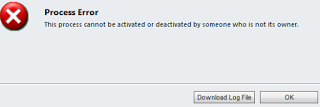 Process Error
This process cannot be activated or deactivated by someone who is not its owner.
Download Log File
OK